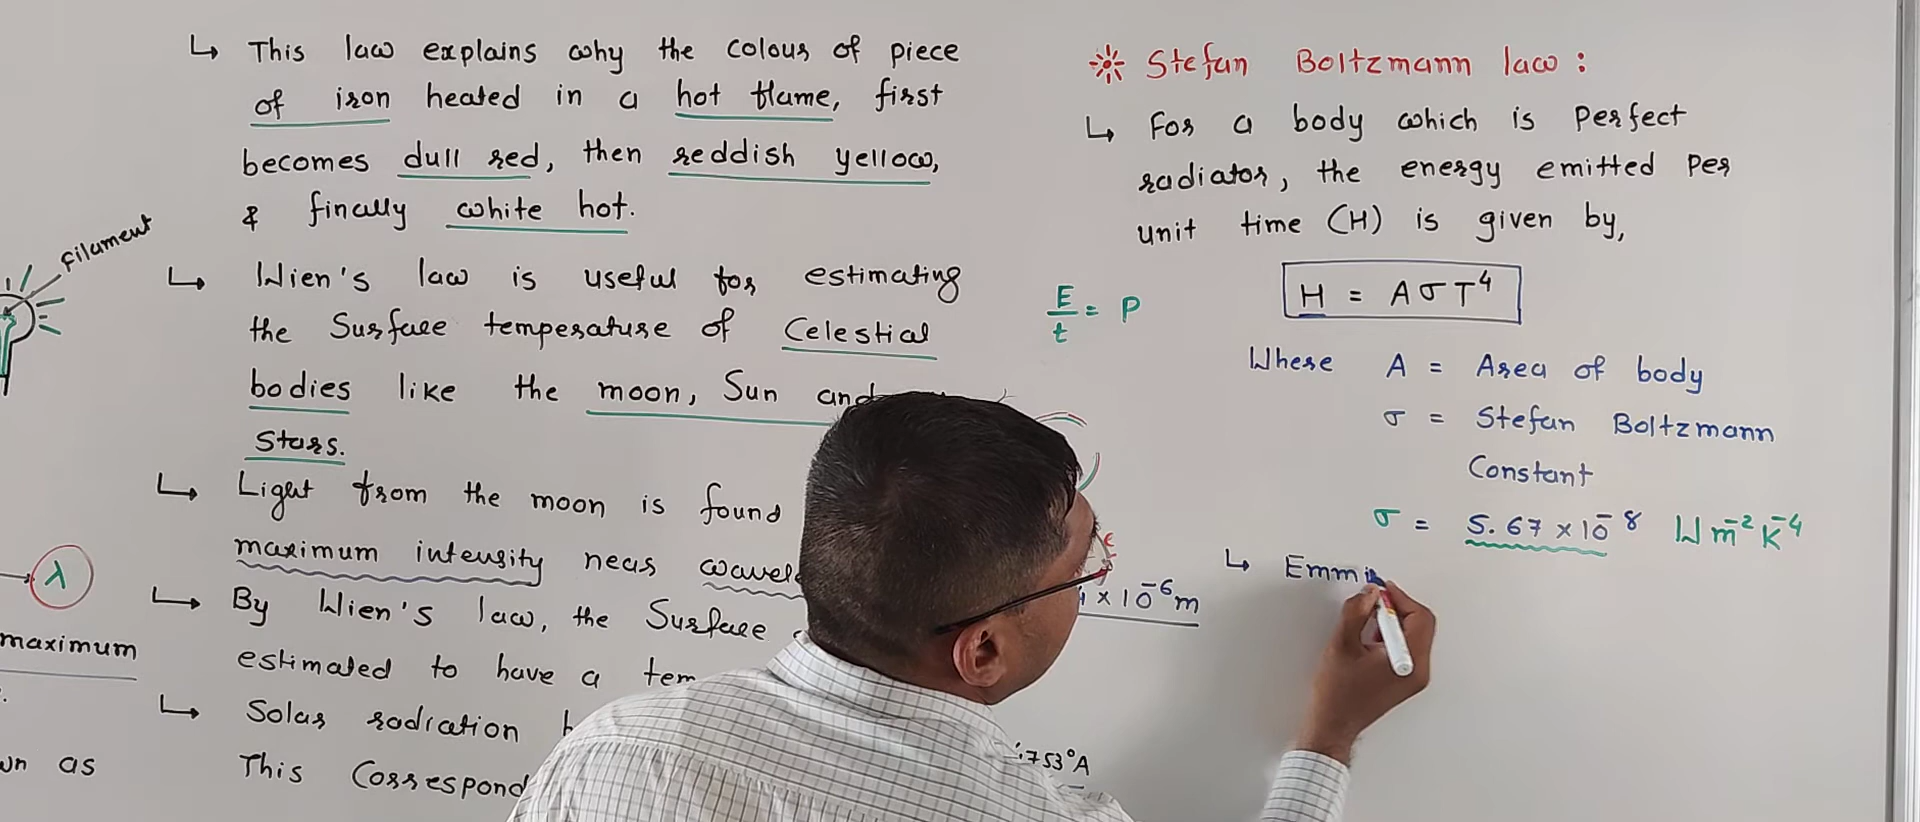 ↳ This law explains why the colour of piece
of iron heated in a hot flame, first
becomes dull red, then reddish yellow,
& finally white hot.
↳ Wien's law is useful for estimating
the Surface temperature of Celestial
bodies like the moon, Sun and
Stars.
↳ Light from the moon is found
maximum intensity near
↳ By Wien's law, the Surface
estimated to have a
↳ Solar radiation
This
filament
λ
maximum
as
E/t = P
× 10⁻⁶ m
753°A
☼ Stefan Boltzmann law :
↳ For a body which is Perfect
radiator, the energy emitted Per
unit time (H) is given by,
H = AσT⁴
Where A = Area of body
σ = Stefan Boltzmann
Constant
σ = 5.67 × 10⁻⁸ W m⁻² K⁻⁴
↳ Emmi